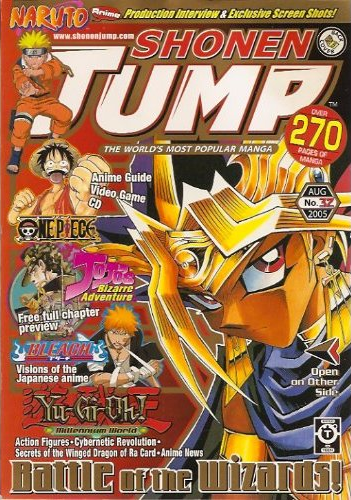 NARUTO Anime Production Interview & Exclusive Screen Shots!
www.shonenjump.com
SHONEN
JUMP
THE WORLD'S MOST POPULAR MANGA
OVER
270
PAGES OF
MANGA
AUG
No.32
2005
Anime Guide
Video Game
CD
ONE PIECE
JoJo's
Bizarre
Adventure
Free full chapter
preview
BLEACH
Visions of the
Japanese anime
Yu-Gi-Oh!
Millennium World
Action Figures • Cybernetic Revolution •
Secrets of the Winged Dragon of Ra Card • Anime News
Open
on Other
Side
T
TEEN
Battle of the Wizards!